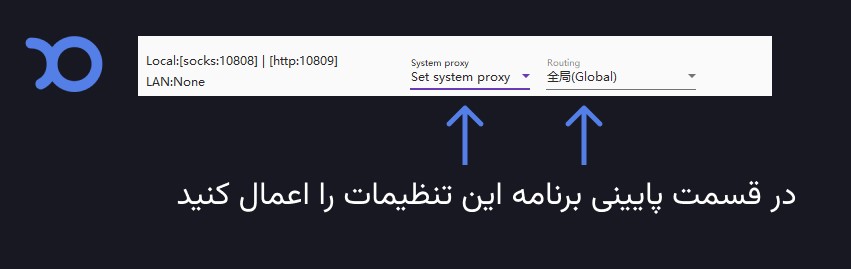 Local:[socks:10808] | [http:10809]
LAN:None
System proxy
Set system proxy
Routing
全局(Global)
در قسمت پایینی برنامه این تنظیمات را اعمال کنید